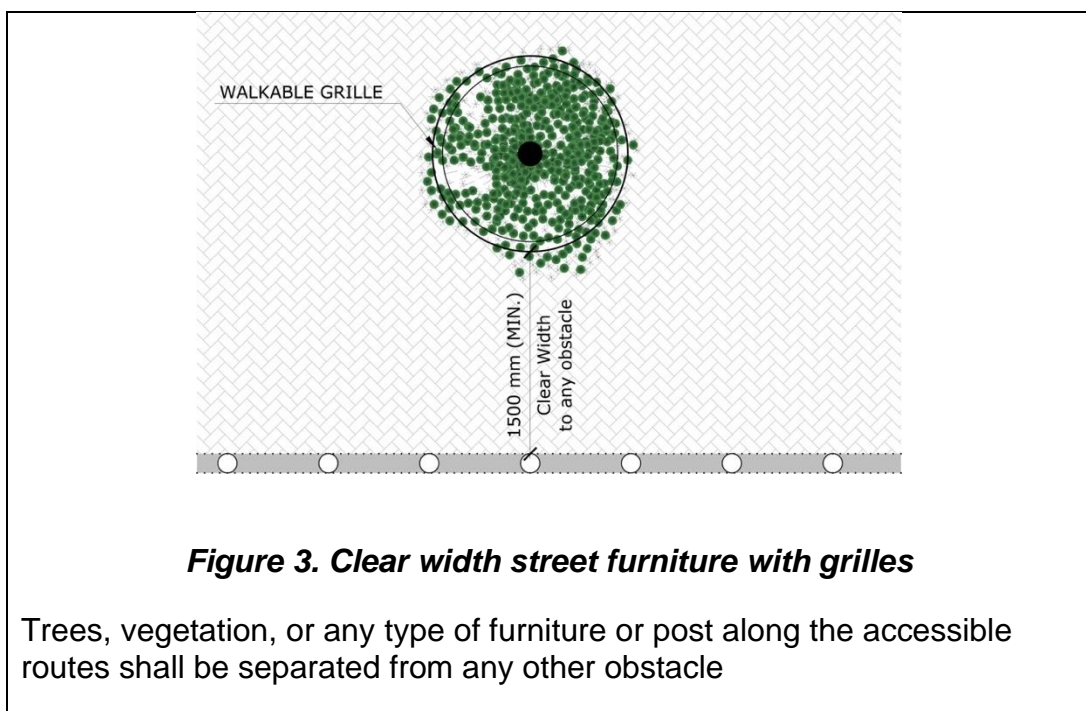 WALKABLE GRILLE
1500 mm (MIN.)
Clear Width
to any obstacle
Figure 3. Clear width street furniture with grilles
Trees, vegetation, or any type of furniture or post along the accessible
routes shall be separated from any other obstacle